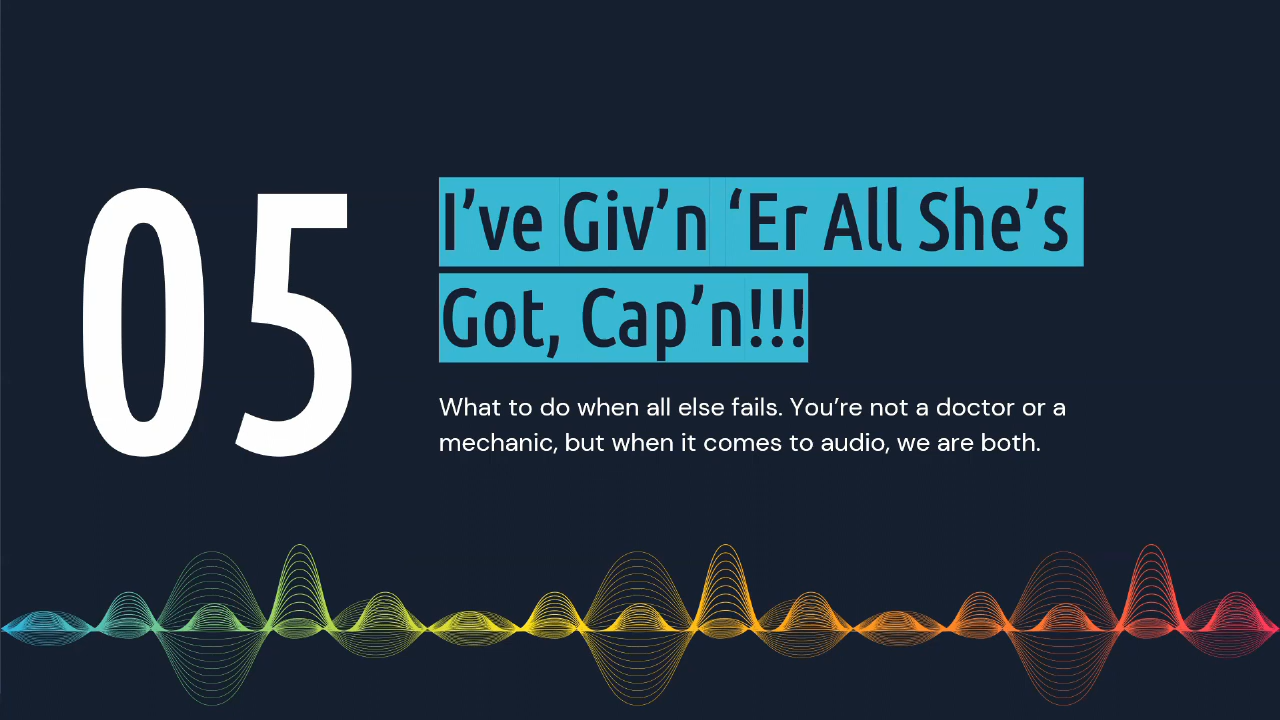 05
I’ve Giv’n ‘Er All She’s
Got, Cap’n!!!
What to do when all else fails. You’re not a doctor or a
mechanic, but when it comes to audio, we are both.